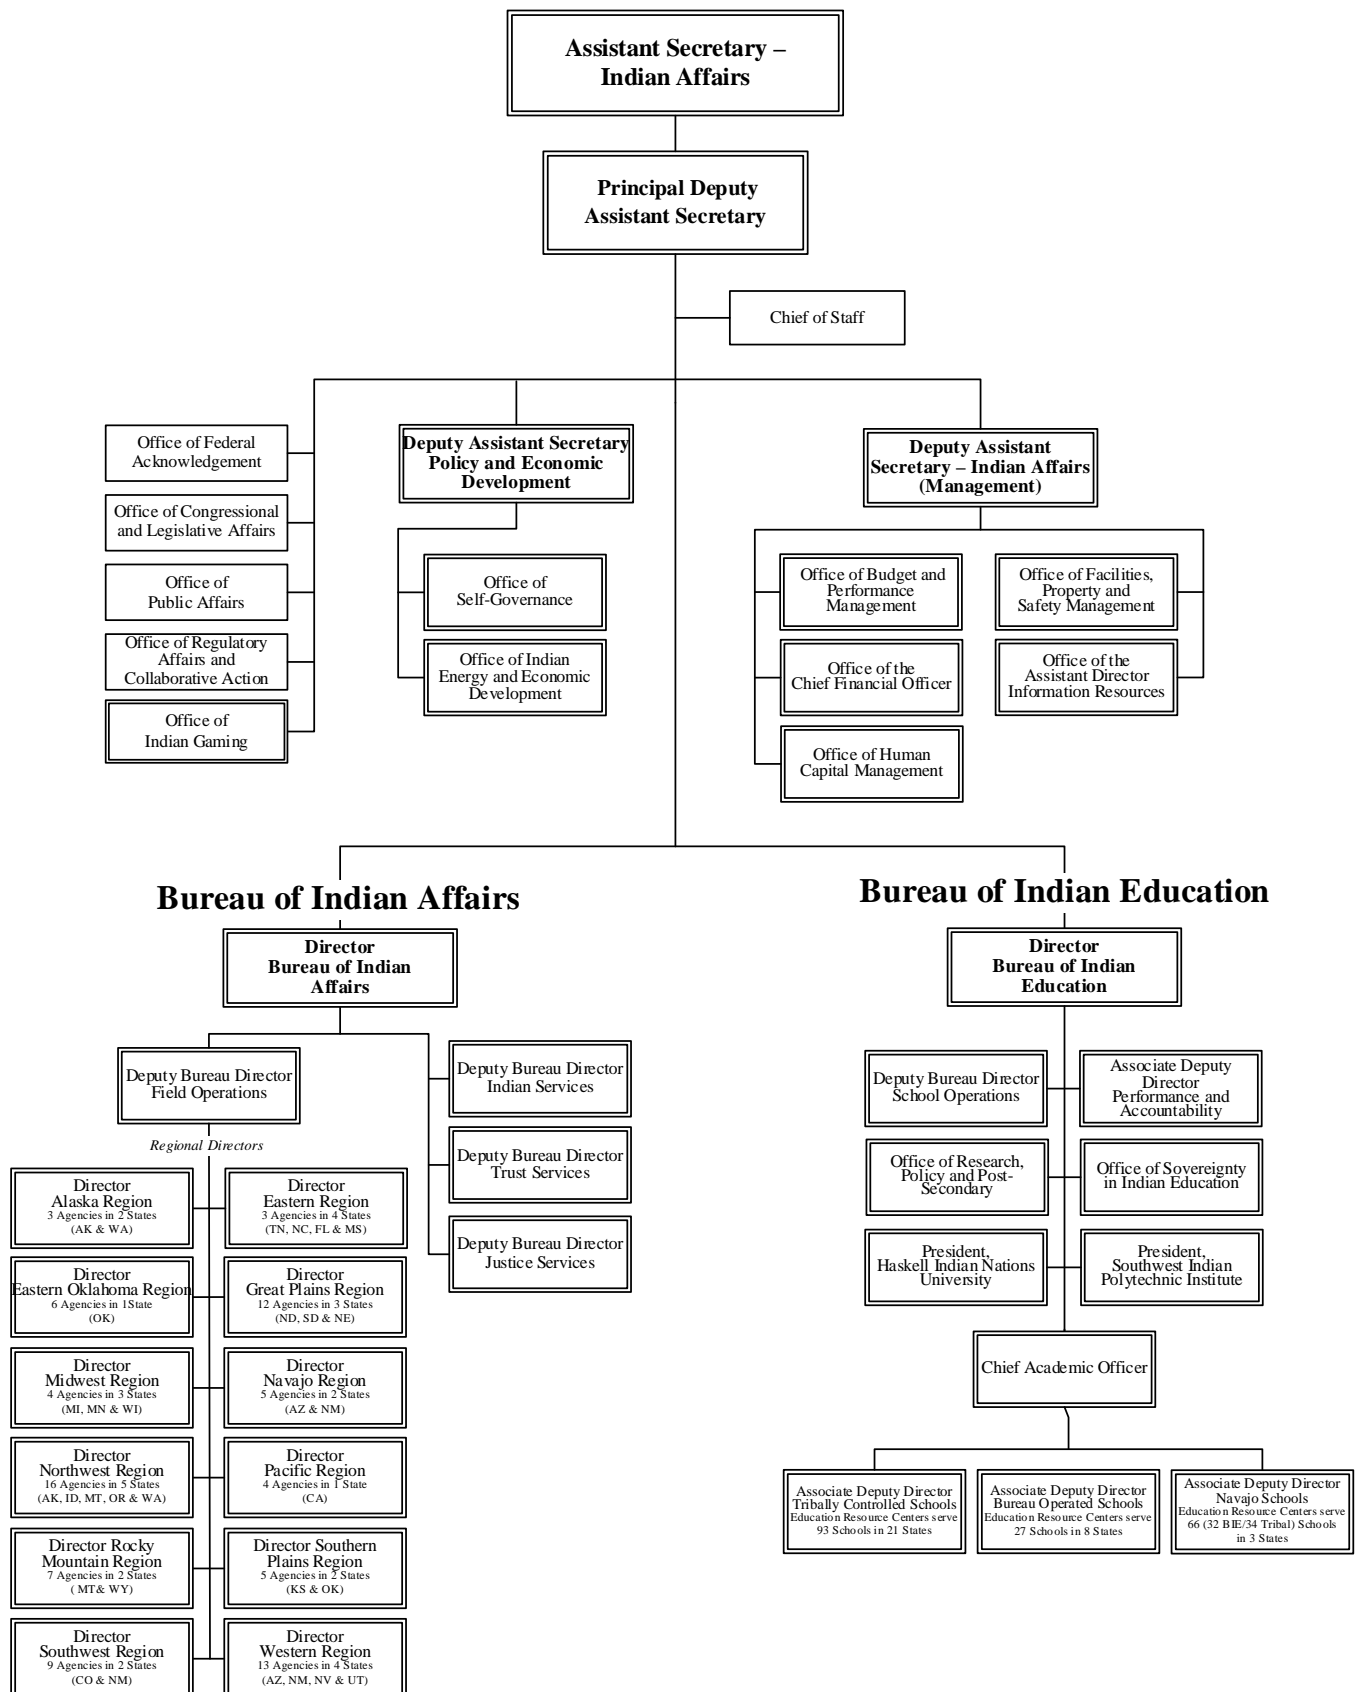 Assistant Secretary –
Indian Affairs
Principal Deputy
Assistant Secretary
Chief of Staff
Office of Federal
Acknowledgement
Office of Congressional
and Legislative Affairs
Office of
Public Affairs
Office of Regulatory
Affairs and
Collaborative Action
Office of
Indian Gaming
Deputy Assistant Secretary
Policy and Economic
Development
Office of
Self-Governance
Office of Indian
Energy and Economic
Development
Deputy Assistant
Secretary – Indian Affairs
(Management)
Office of Budget and
Performance
Management
Office of the
Chief Financial Officer
Office of Human
Capital Management
Office of Facilities,
Property and
Safety Management
Office of the
Assistant Director
Information Resources
Bureau of Indian Affairs
Director
Bureau of Indian
Affairs
Deputy Bureau Director
Field Operations
Regional Directors
Director
Alaska Region
3 Agencies in 2 States
(AK & WA)
Director
Eastern Region
3 Agencies in 4 States
(TN, NC, FL & MS)
Director
Eastern Oklahoma Region
6 Agencies in 1State
(OK)
Director
Great Plains Region
12 Agencies in 3 States
(ND, SD & NE)
Director
Midwest Region
4 Agencies in 3 States
(MI, MN & WI)
Director
Navajo Region
5 Agencies in 2 States
(AZ & NM)
Director
Northwest Region
16 Agencies in 5 States
(AK, ID, MT, OR & WA)
Director
Pacific Region
4 Agencies in 1 State
(CA)
Director Rocky
Mountain Region
7 Agencies in 2 States
( MT& WY)
Director Southern
Plains Region
5 Agencies in 2 States
(KS & OK)
Director
Southwest Region
9 Agencies in 2 States
(CO & NM)
Director
Western Region
13 Agencies in 4 States
(AZ, NM, NV & UT)
Deputy Bureau Director
Indian Services
Deputy Bureau Director
Trust Services
Deputy Bureau Director
Justice Services
Bureau of Indian Education
Director
Bureau of Indian
Education
Deputy Bureau Director
School Operations
Associate Deputy
Director
Performance and
Accountability
Office of Research,
Policy and Post-
Secondary
Office of Sovereignty
in Indian Education
President,
Haskell Indian Nations
University
President,
Southwest Indian
Polytechnic Institute
Chief Academic Officer
Associate Deputy Director
Tribally Controlled Schools
Education Resource Centers serve
93 Schools in 21 States
Associate Deputy Director
Bureau Operated Schools
Education Resource Centers serve
27 Schools in 8 States
Associate Deputy Director
Navajo Schools
Education Resource Centers serve
66 (32 BIE/34 Tribal) Schools
in 3 States